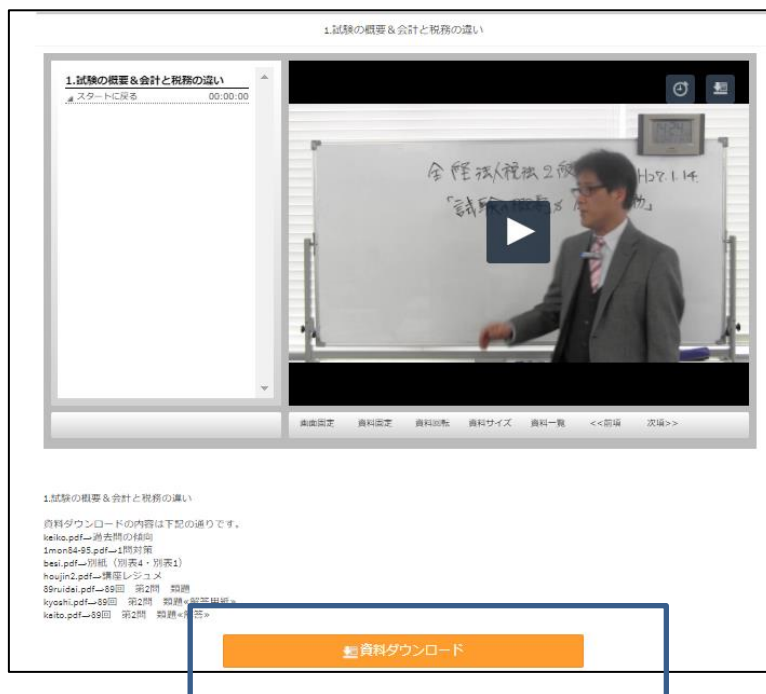 1.試験の概要＆会計と税務の違い
1.試験の概要＆会計と税務の違い
スタートに戻る 00:00:00
全経法人税法2級 H27.1.14.
画面固定 資料固定 資料回転 資料サイズ 資料一覧 <<前項 次項>>
1.試験の概要＆会計と税務の違い
資料ダウンロードの内容は下記の通りです。
keiko.pdf→過去問の傾向
1mon84-95.pdf→1問対策
besi.pdf→別紙（別表4・別表1）
houjin2.pdf→講座レジュメ
89ruidai.pdf→89回　第2問　類題
kyoshi.pdf→89回　第2問　類題«解答用紙»
kaito.pdf→89回　第2問　類題«解答»
資料ダウンロード